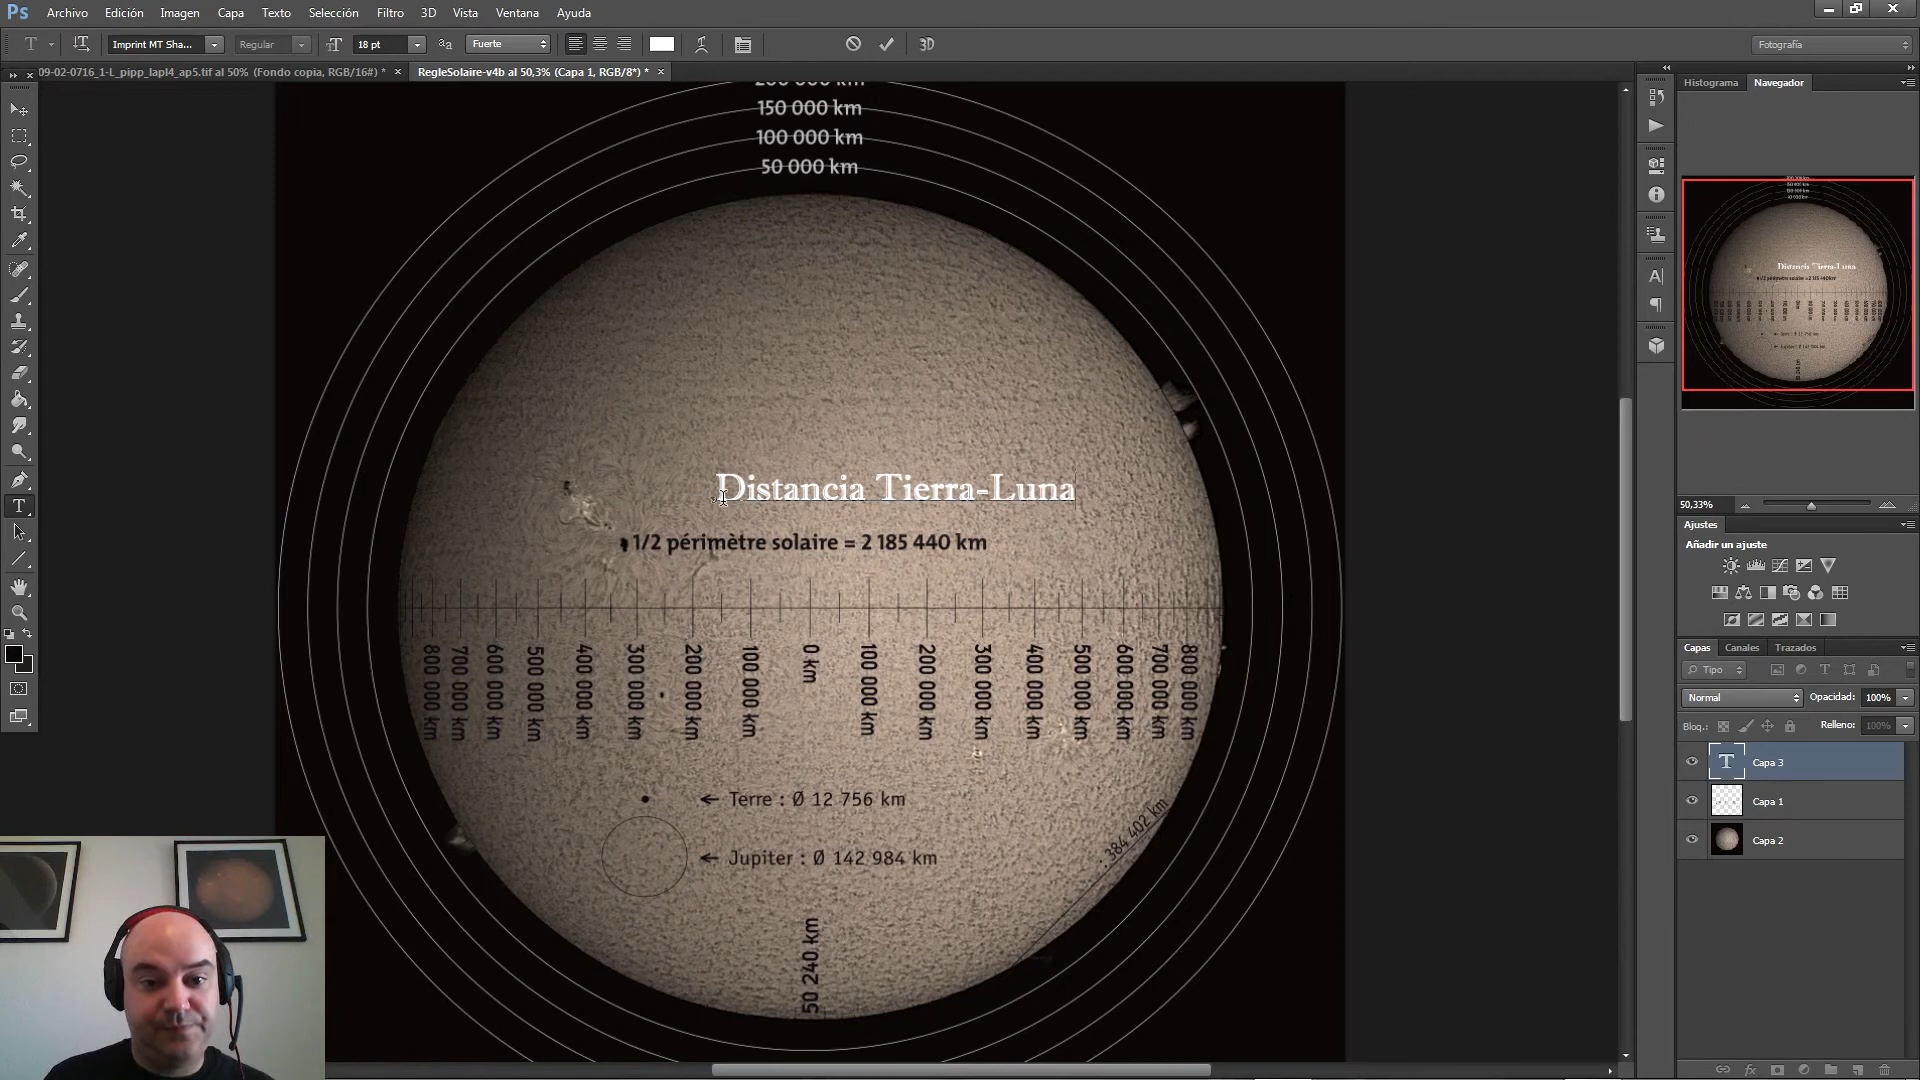 Ps Archivo Edición Imagen Capa Texto Selección Filtro 3D Vista Ventana Ayuda
T Imprint MT Sha... Regular 18 pt Fuerte 3D Fotografía
09-02-0716_1-L_pipp_lapl4_ap5.tif al 50% (Fondo copia, RGB/16#) * × RegleSolaire-v4b al 50,3% (Capa 1, RGB/8*) * ×
150 000 km
100 000 km
50 000 km
Distancia Tierra-Luna
1/2 périmètre solaire = 2 185 440 km
800 000 km
700 000 km
600 000 km
500 000 km
400 000 km
300 000 km
200 000 km
100 000 km
0 km
100 000 km
200 000 km
300 000 km
400 000 km
500 000 km
600 000 km
700 000 km
800 000 km
← Terre : Ø 12 756 km
← Jupiter : Ø 142 984 km
: 384 402 km
50 240 km
Histograma Navegador
50,33%
Ajustes
Añadir un ajuste
Capas Canales Trazados
Tipo
Normal Opacidad: 100%
Bloq.: Relleno: 100%
Capa 3
Capa 1
Capa 2